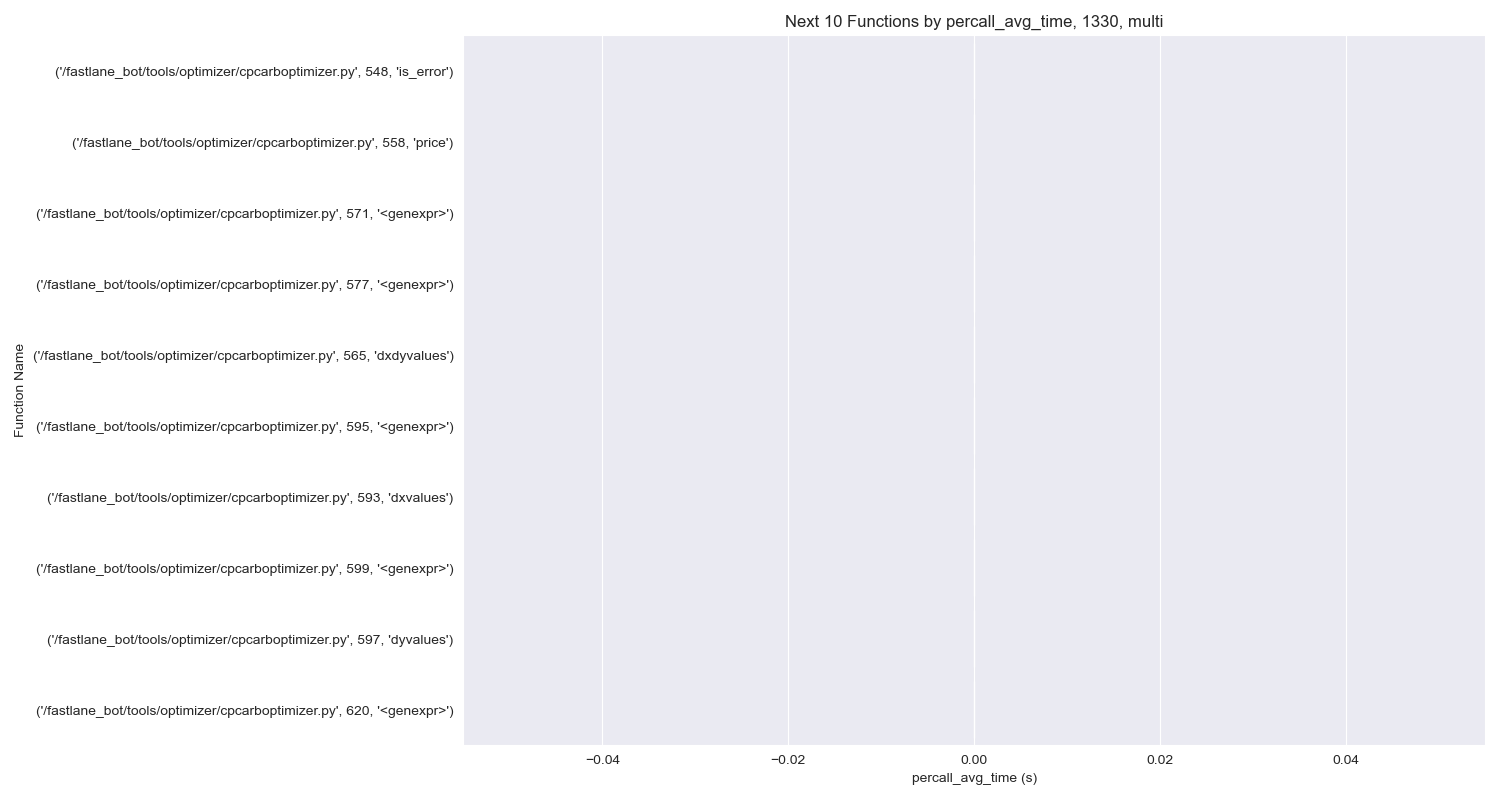 Next 10 Functions by percall_avg_time, 1330, multi
('/fastlane_bot/tools/optimizer/cpcarboptimizer.py', 548, 'is_error')
('/fastlane_bot/tools/optimizer/cpcarboptimizer.py', 558, 'price')
('/fastlane_bot/tools/optimizer/cpcarboptimizer.py', 571, '<genexpr>')
('/fastlane_bot/tools/optimizer/cpcarboptimizer.py', 577, '<genexpr>')
('/fastlane_bot/tools/optimizer/cpcarboptimizer.py', 565, 'dxdyvalues')
('/fastlane_bot/tools/optimizer/cpcarboptimizer.py', 595, '<genexpr>')
('/fastlane_bot/tools/optimizer/cpcarboptimizer.py', 593, 'dxvalues')
('/fastlane_bot/tools/optimizer/cpcarboptimizer.py', 599, '<genexpr>')
('/fastlane_bot/tools/optimizer/cpcarboptimizer.py', 597, 'dyvalues')
('/fastlane_bot/tools/optimizer/cpcarboptimizer.py', 620, '<genexpr>')
Function Name
−0.04 −0.02 0.00 0.02 0.04
percall_avg_time (s)